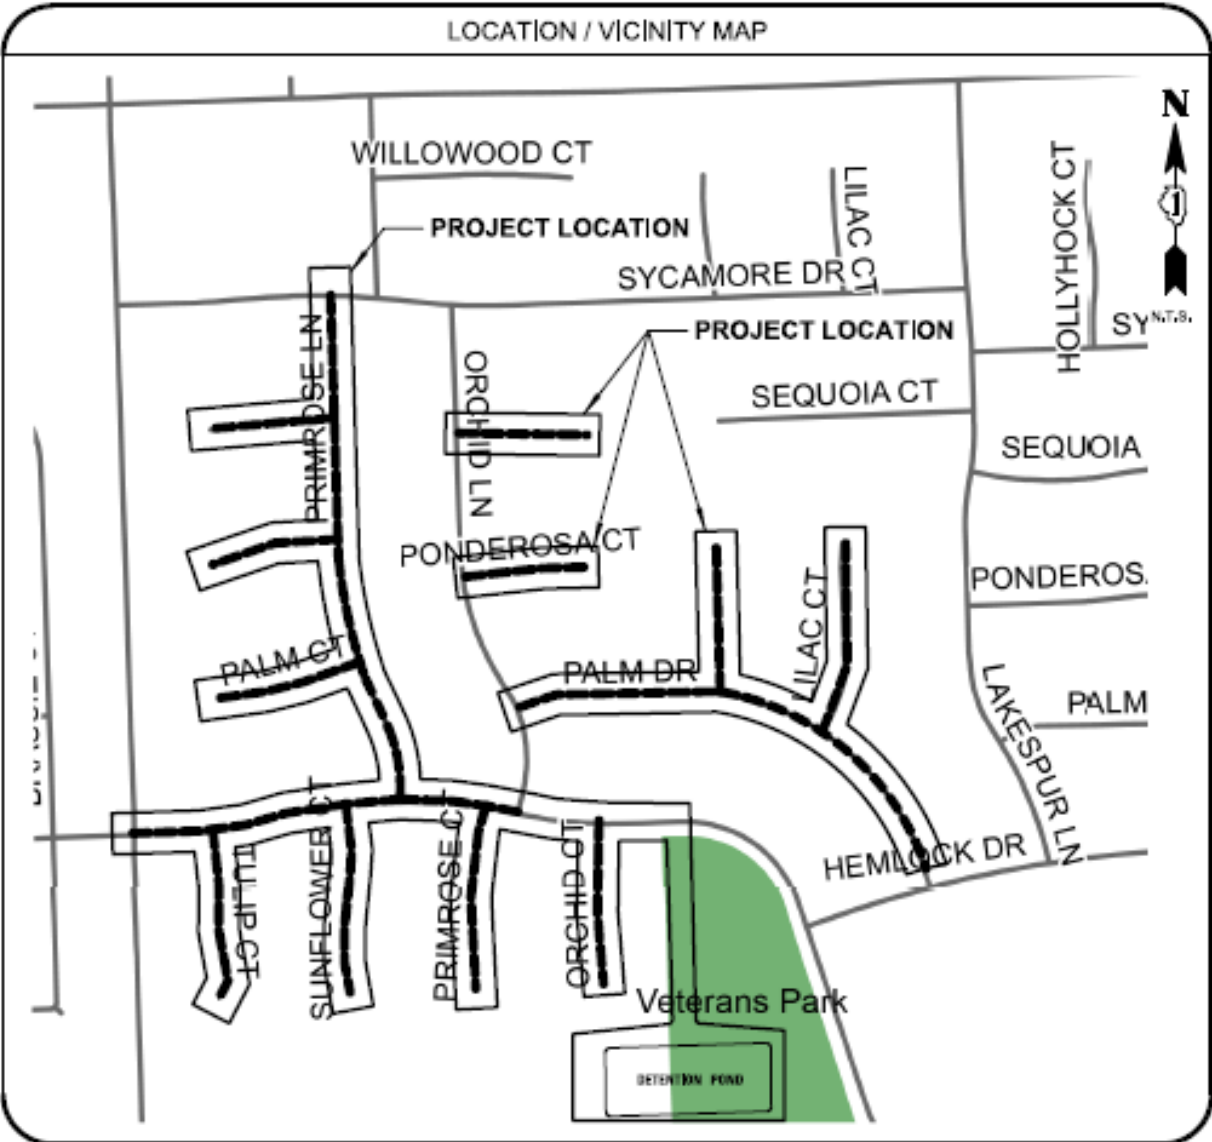 LOCATION / VICINITY MAP
N
WILLOWOOD CT
LILAC CT
HOLLYHOCK CT
PROJECT LOCATION
SYCAMORE DR
SY
N.T.S.
PROJECT LOCATION
PRIMROSE LN
ORCHID LN
SEQUOIA CT
SEQUOIA
PONDEROSA CT
PONDEROS
LILAC CT
PALM CT
PALM DR
LAKESPUR LN
PALM
HEMLOCK DR
TULIP CT
SUNFLOWER CT
PRIMROSE CT
ORCHID CT
Veterans Park
DETENTION POND